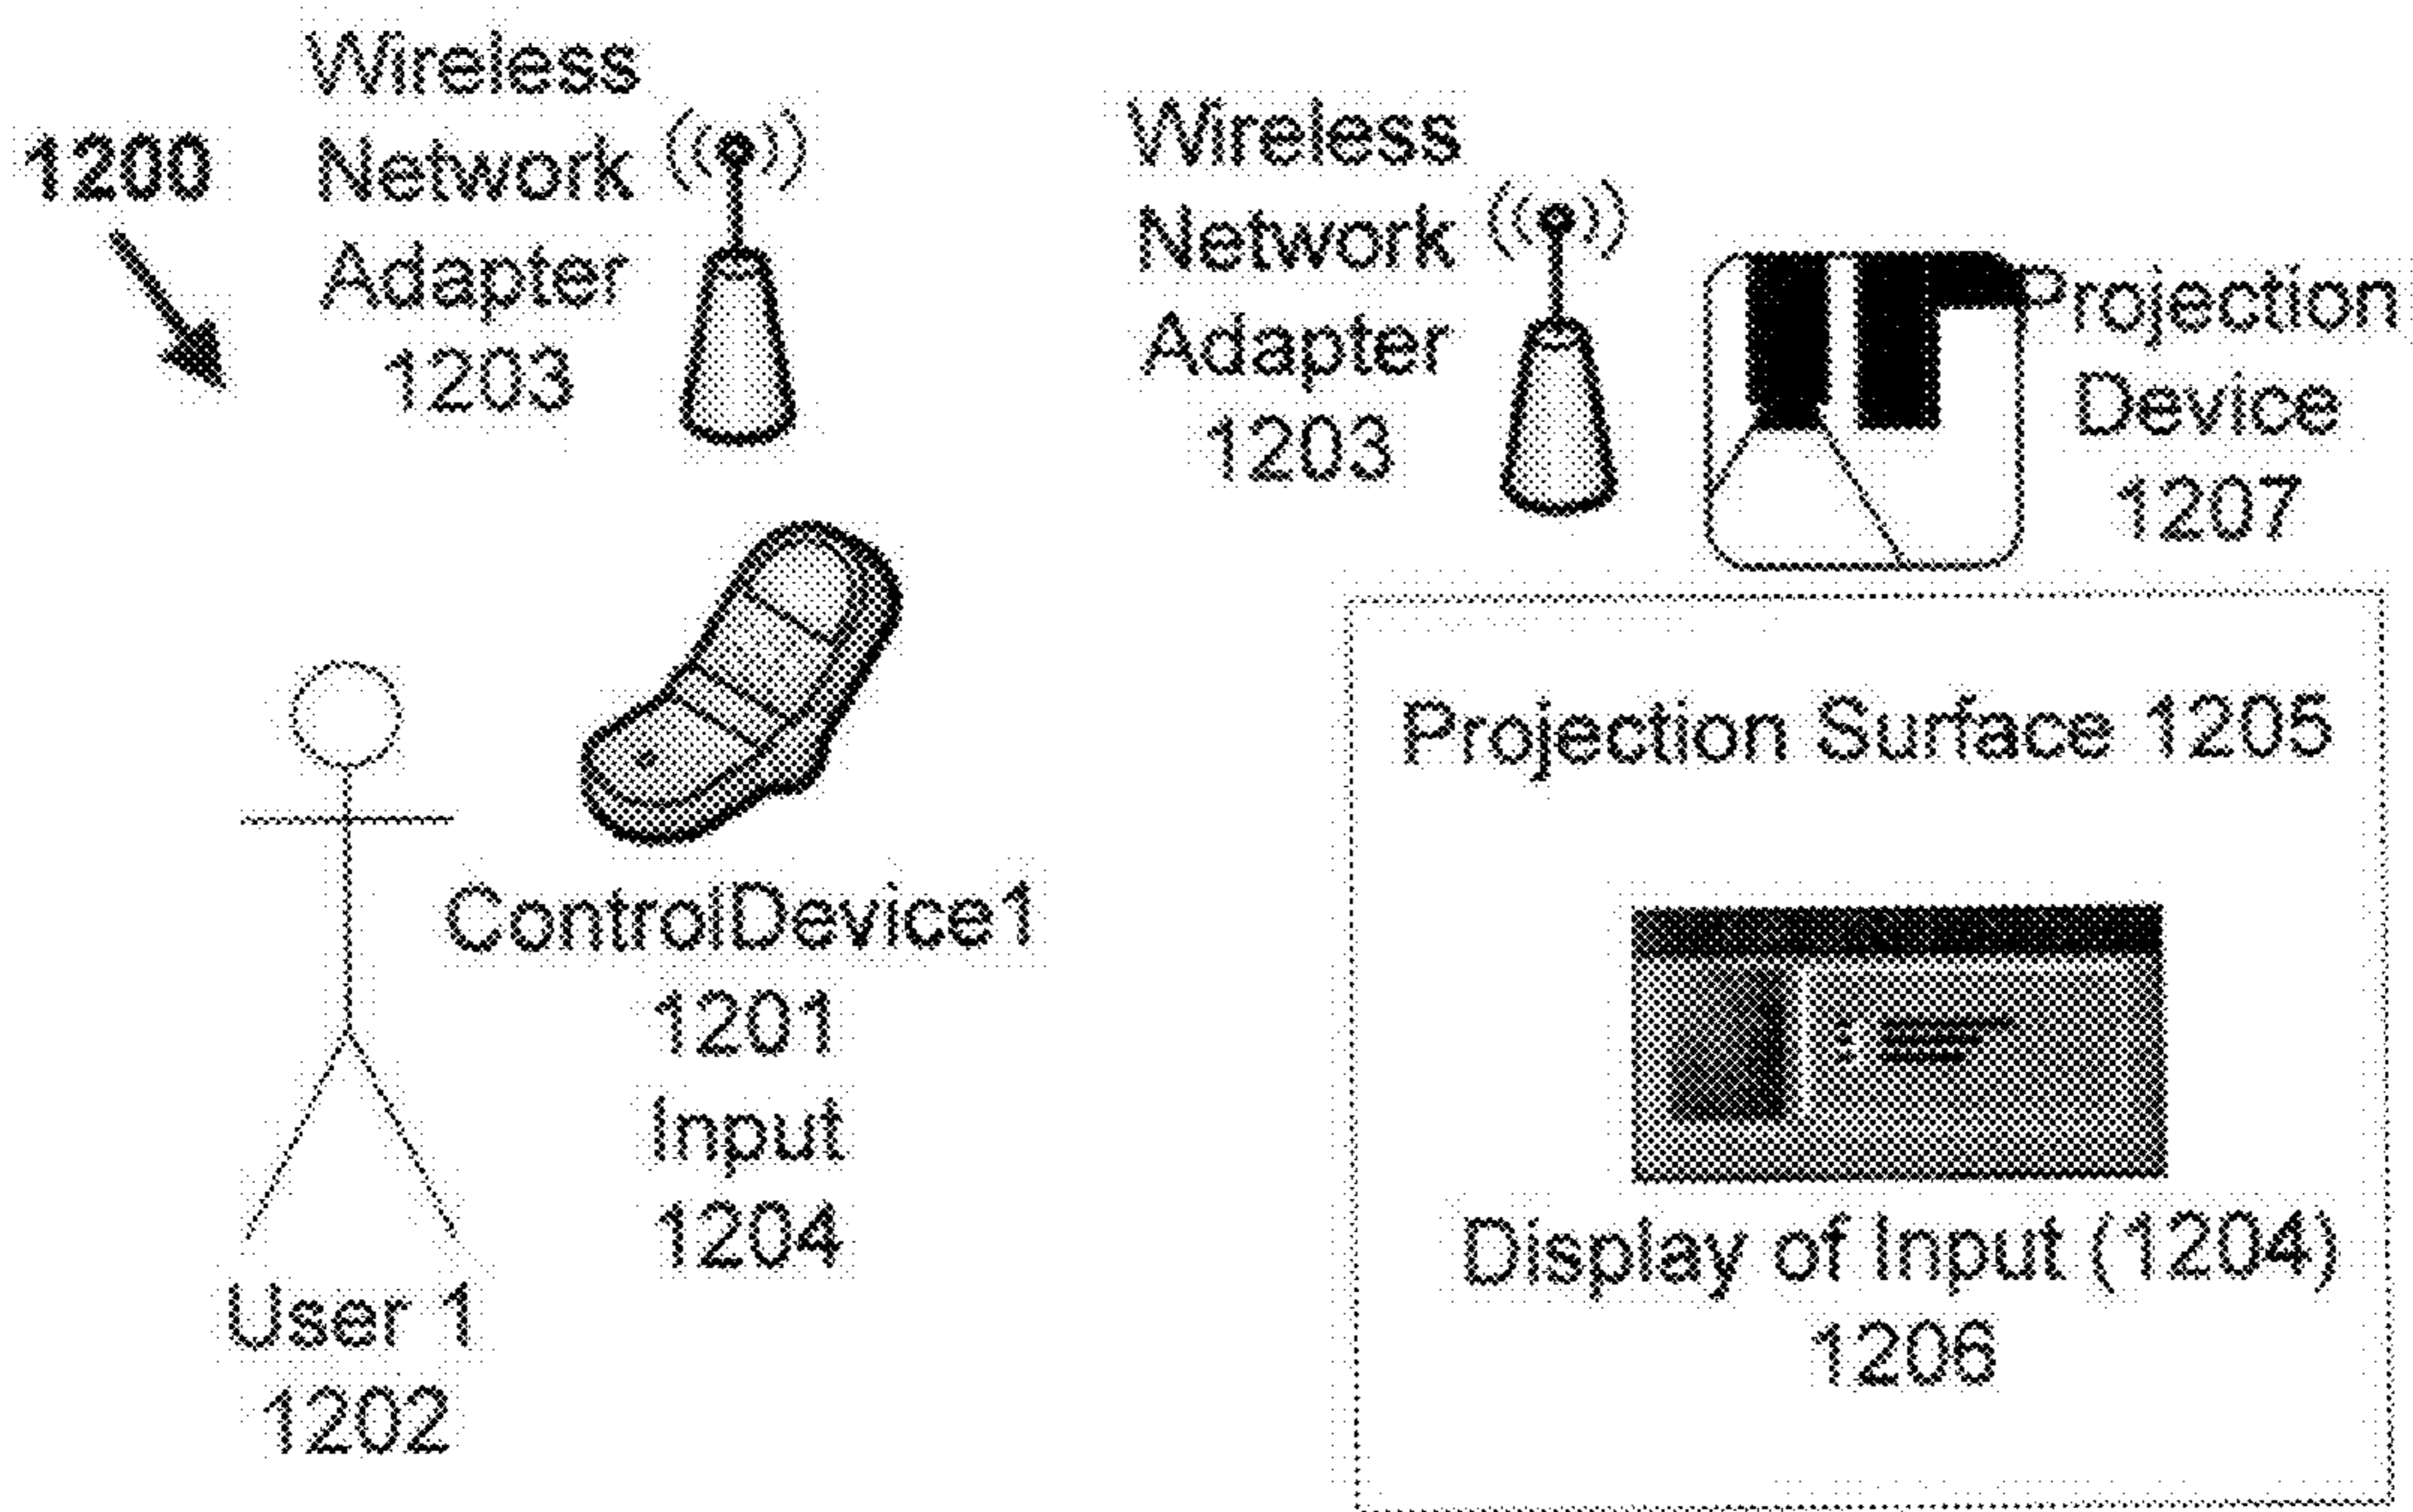 1200
Wireless
Network
Adapter
1203
Wireless
Network
Adapter
1203
Projection
Device
1207
ControlDevice1
1201
Input
1204
User 1
1202
Projection Surface 1205
Display of Input (1204)
1206